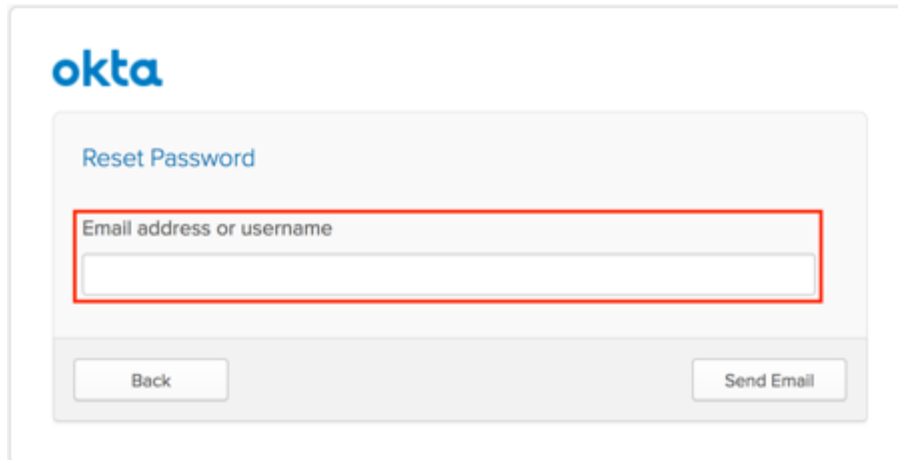 okta
Reset Password
Email address or username
Back
Send Email